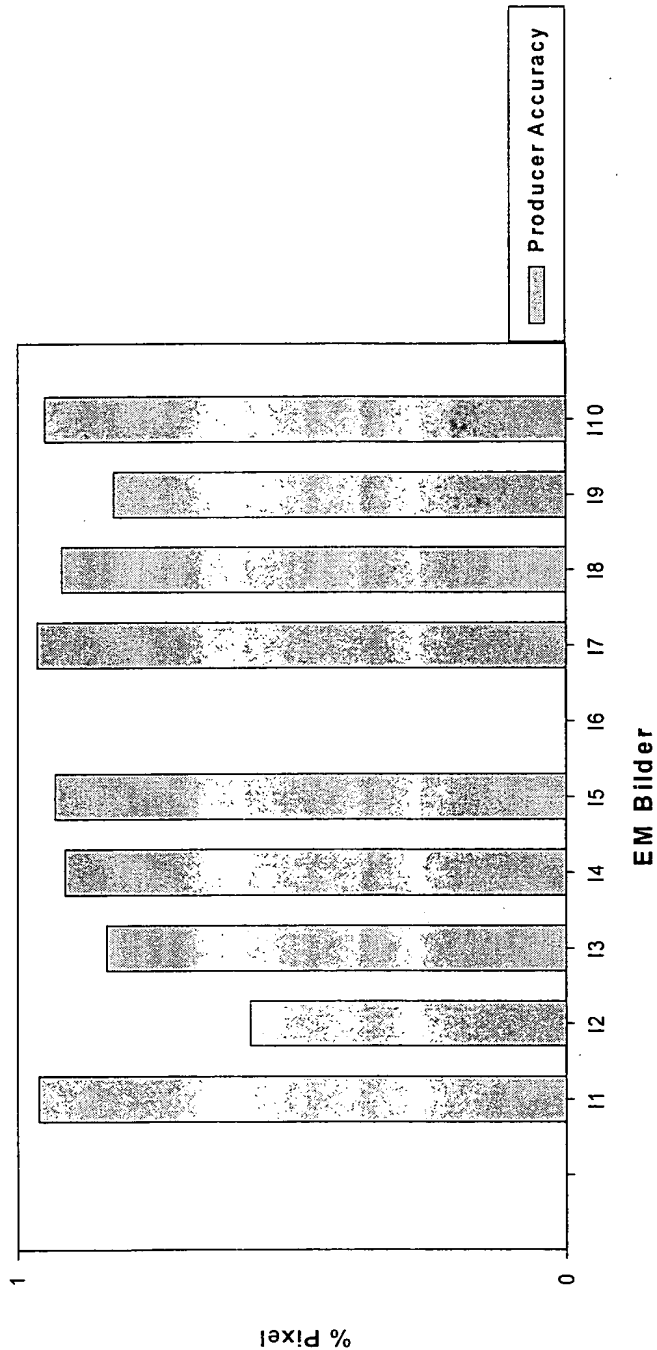 1
0
% Pixel
I1
I2
I3
I4
I5
I6
I7
I8
I9
I10
EM Bilder
Producer Accuracy